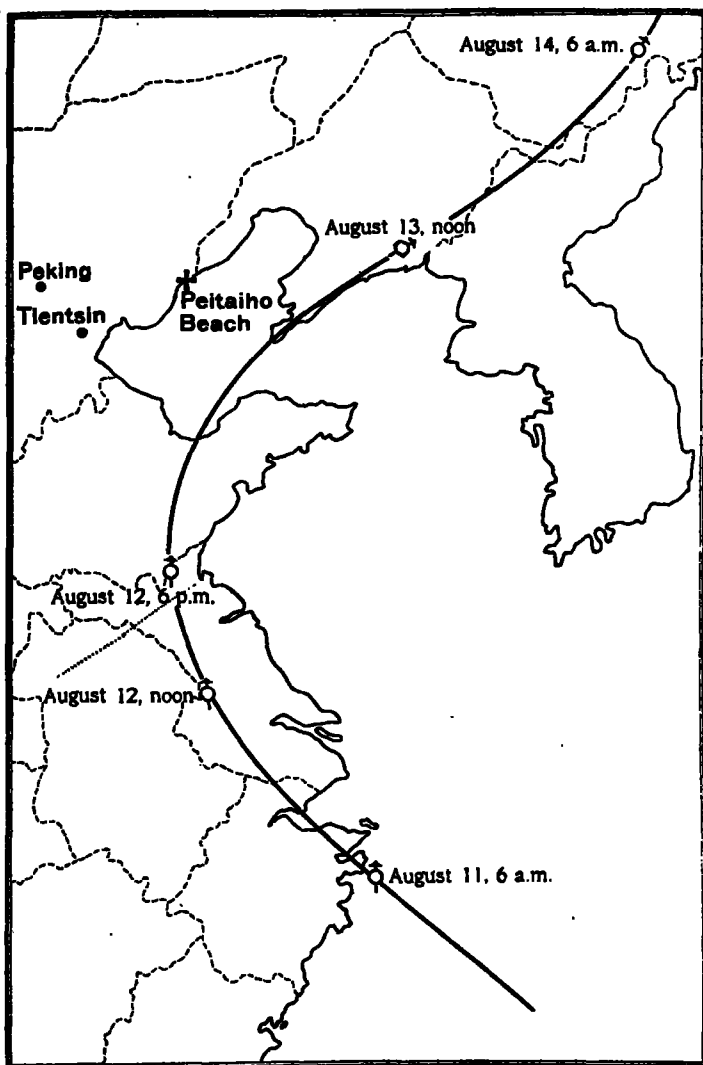 August 14, 6 a.m.
August 13, noon
Peking
Tientsin
Peitaiho
Beach
August 12, 6 p.m.
August 12, noon
August 11, 6 a.m.